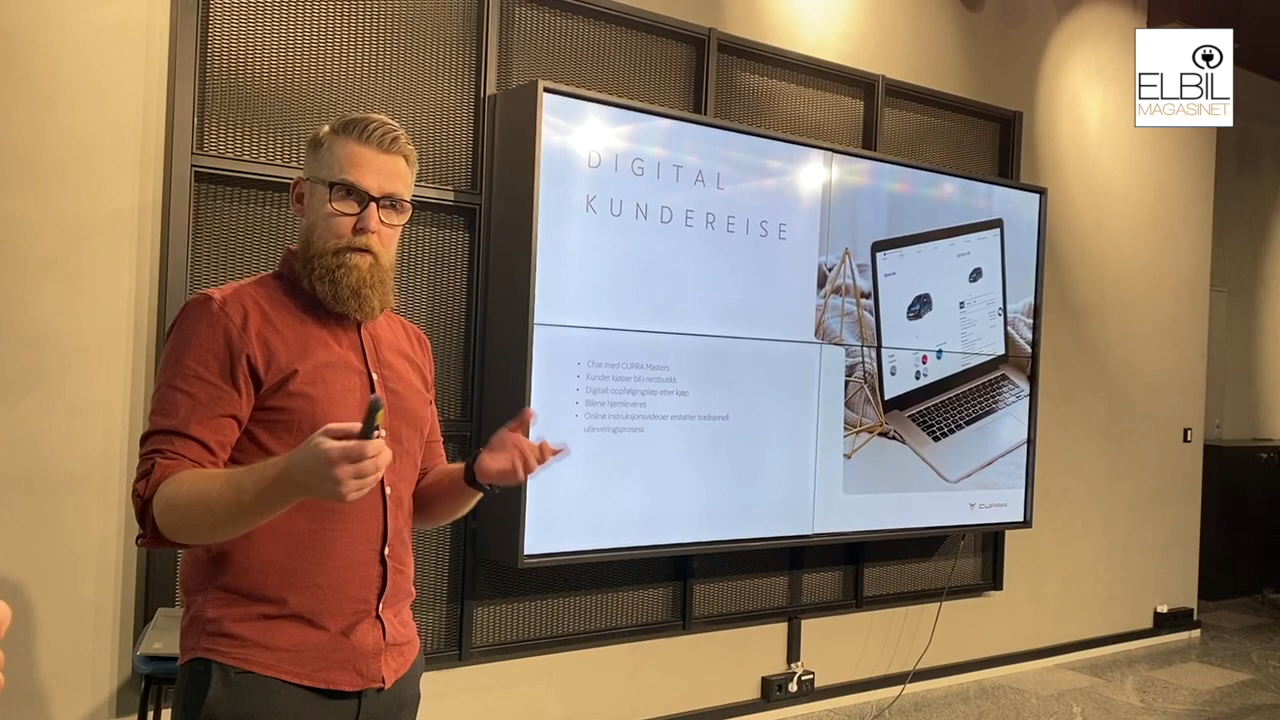 ELBIL
MAGASINET
DIGITAL
KUNDEREISE
• Chat med CUPRA Masters
• Kunder kjøper bil i nettbutikk
• Digitalt oppfølgingsløp etter kjøp
• Bilene hjemleveres
• Online instruksjonsvideoer erstatter tradisjonell
utleveringsprosess
CUPRA